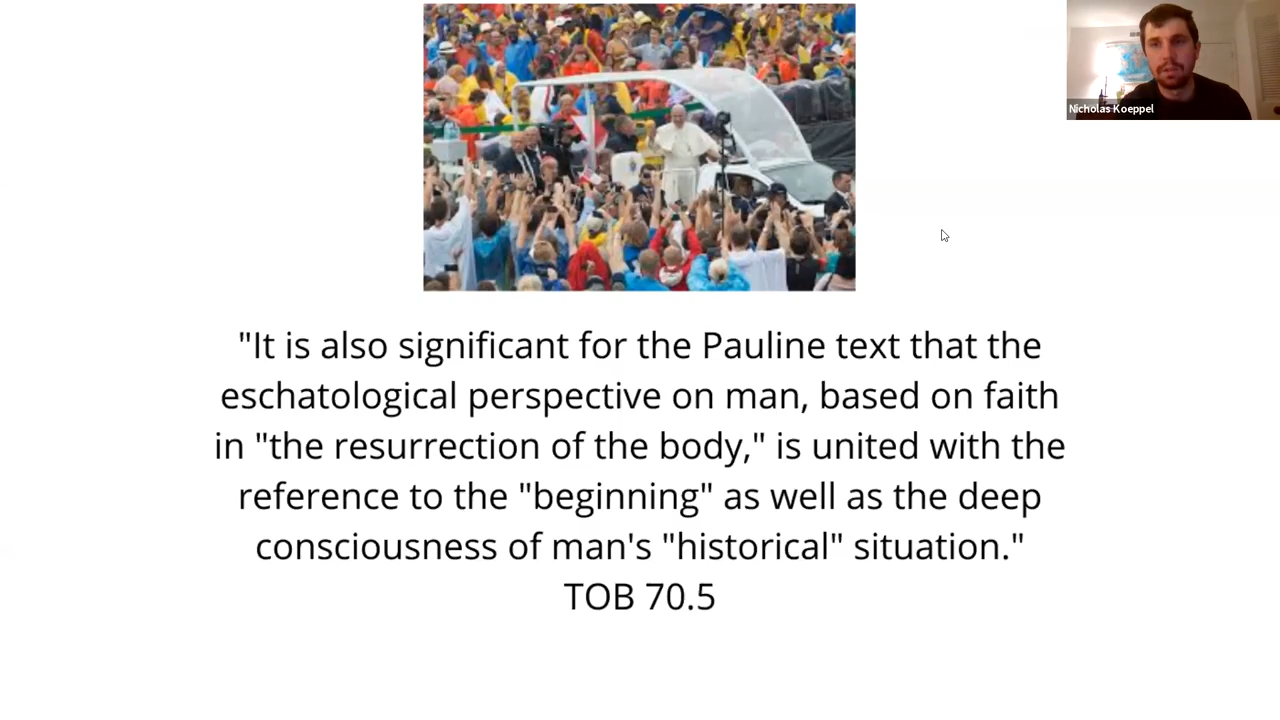 Nicholas Koeppel
"It is also significant for the Pauline text that the
eschatological perspective on man, based on faith
in "the resurrection of the body," is united with the
reference to the "beginning" as well as the deep
consciousness of man's "historical" situation."
TOB 70.5